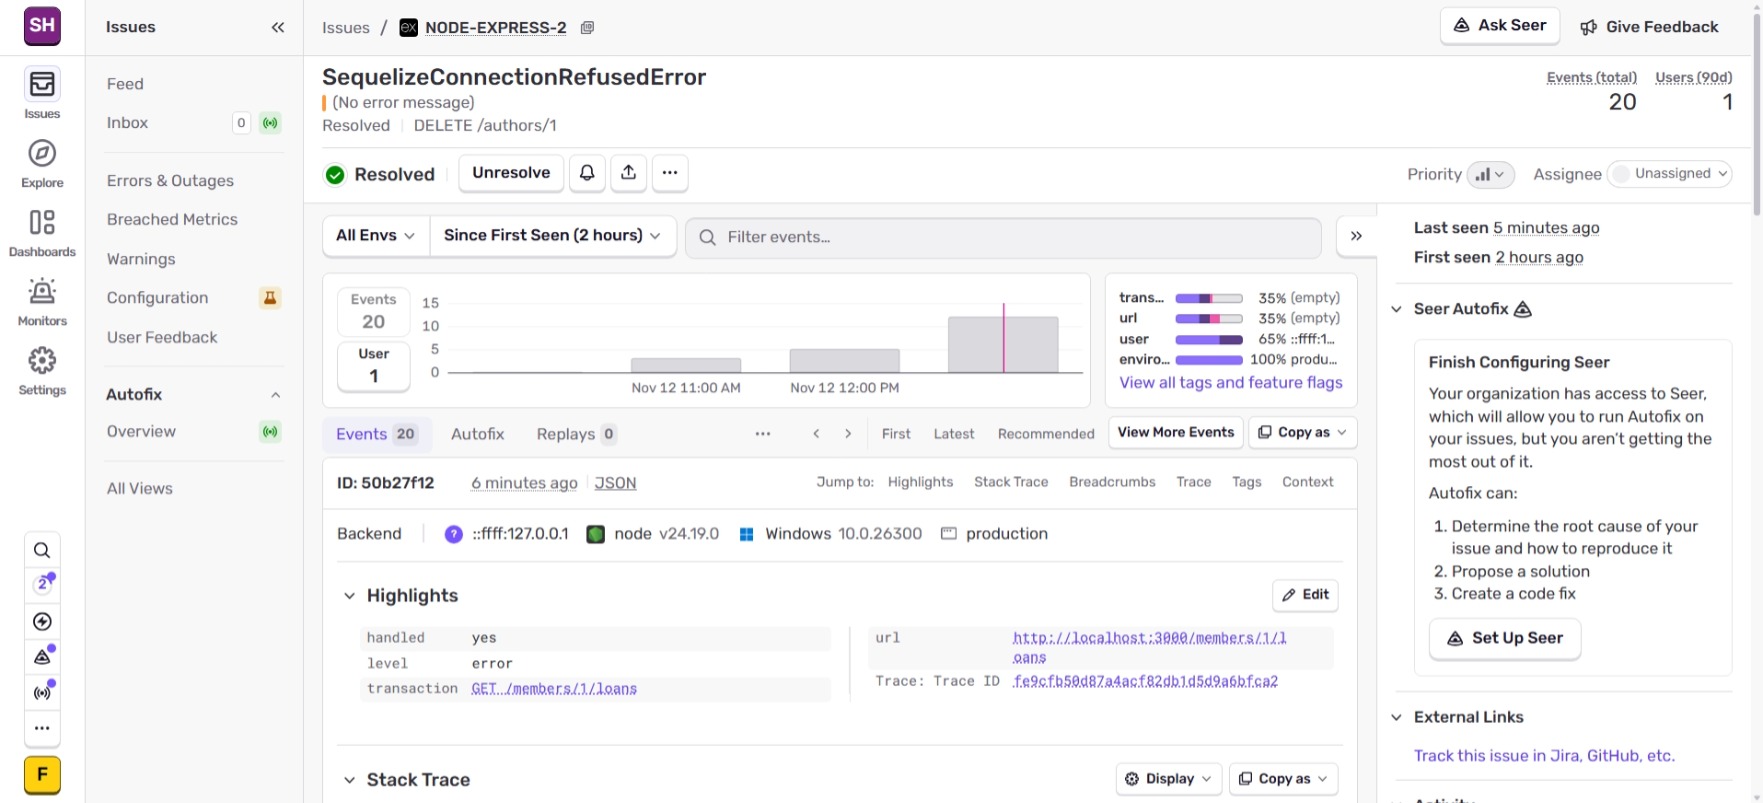 SH
Issues
Explore
Dashboards
Monitors
Settings
2
F
Issues
Feed
Inbox 0
Errors & Outages
Breached Metrics
Warnings
Configuration
User Feedback
Autofix
Overview
All Views
Issues / ex NODE-EXPRESS-2
Ask Seer
Give Feedback
SequelizeConnectionRefusedError
(No error message)
Resolved | DELETE /authors/1
Events (total) Users (90d)
20 1
Resolved
Unresolve
Priority
Assignee Unassigned
All Envs
Since First Seen (2 hours)
Filter events...
Events
20
User
1
15
10
5
0
Nov 12 11:00 AM
Nov 12 12:00 PM
trans... 35% (empty)
url 35% (empty)
user 65% ::ffff:1...
enviro... 100% produ...
View all tags and feature flags
Events 20
Autofix
Replays 0
First
Latest
Recommended
View More Events
Copy as
ID: 50b27f12 6 minutes ago JSON
Jump to: Highlights Stack Trace Breadcrumbs Trace Tags Context
Backend ? ::ffff:127.0.0.1 node v24.19.0 Windows 10.0.26300 production
Highlights
Edit
handled yes
level error
transaction GET /members/1/loans
url http://localhost:3000/members/1/l
oans
Trace: Trace ID fe9cfb50d87a4acf82db1d5d9a6bfca2
Stack Trace
Display
Copy as
Last seen 5 minutes ago
First seen 2 hours ago
Seer Autofix
Finish Configuring Seer
Your organization has access to Seer,
which will allow you to run Autofix on
your issues, but you aren't getting the
most out of it.
Autofix can:
1. Determine the root cause of your
issue and how to reproduce it
2. Propose a solution
3. Create a code fix
Set Up Seer
External Links
Track this issue in Jira, GitHub, etc.
Activity